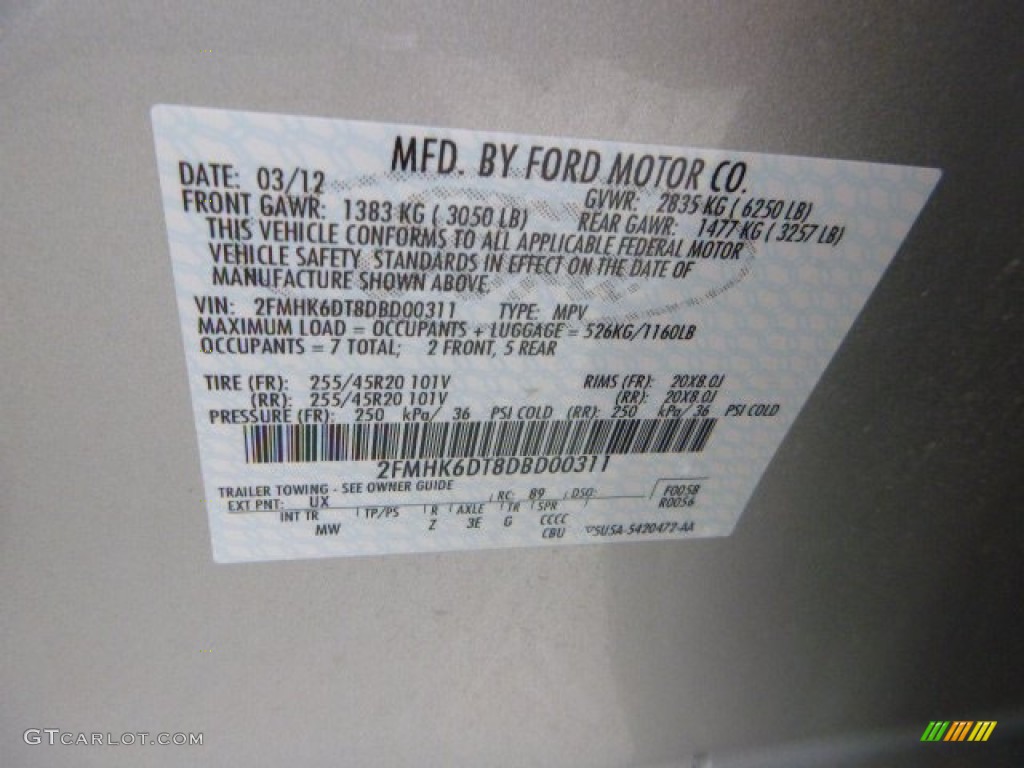 MFD. BY FORD MOTOR CO.
DATE: 03/12 GVWR: 2835 KG ( 6250 LB)
FRONT GAWR: 1383 KG ( 3050 LB) REAR GAWR: 1477 KG ( 3257 LB)
THIS VEHICLE CONFORMS TO ALL APPLICABLE FEDERAL MOTOR
VEHICLE SAFETY STANDARDS IN EFFECT ON THE DATE OF
MANUFACTURE SHOWN ABOVE.
VIN: 2FMHK6DT8DBD00311 TYPE: MPV
MAXIMUM LOAD = OCCUPANTS + LUGGAGE = 526KG/1160LB
OCCUPANTS = 7 TOTAL; 2 FRONT, 5 REAR
TIRE (FR): 255/45R20 101V RIMS (FR): 20X8.0J
(RR): 255/45R20 101V (RR): 20X8.0J
PRESSURE (FR): 250 kPa/ 36 PSI COLD (RR): 250 kPa/ 36 PSI COLD
2FMHK6DT8DBD00311
TRAILER TOWING - SEE OWNER GUIDE
EXT PNT: UX RC: 89 DSO: F0058
R0056
INT TR TP/PS R AXLE TR SPR
MW Z 3E G CCCC
CBU 5U5A-5420472-AA
GTCARLOT.COM